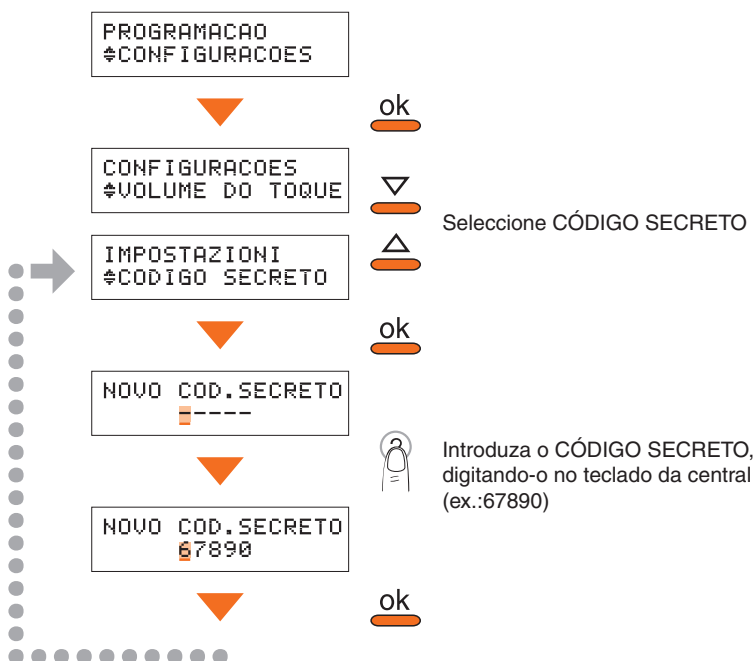 PROGRAMACAO
CONFIGURACOES
ok
CONFIGURACOES
VOLUME DO TOQUE
Seleccione CÓDIGO SECRETO
IMPOSTAZIONI
CODIGO SECRETO
ok
NOVO COD.SECRETO
-----
Introduza o CÓDIGO SECRETO,
digitando-o no teclado da central
(ex.:67890)
NOVO COD.SECRETO
67890
ok